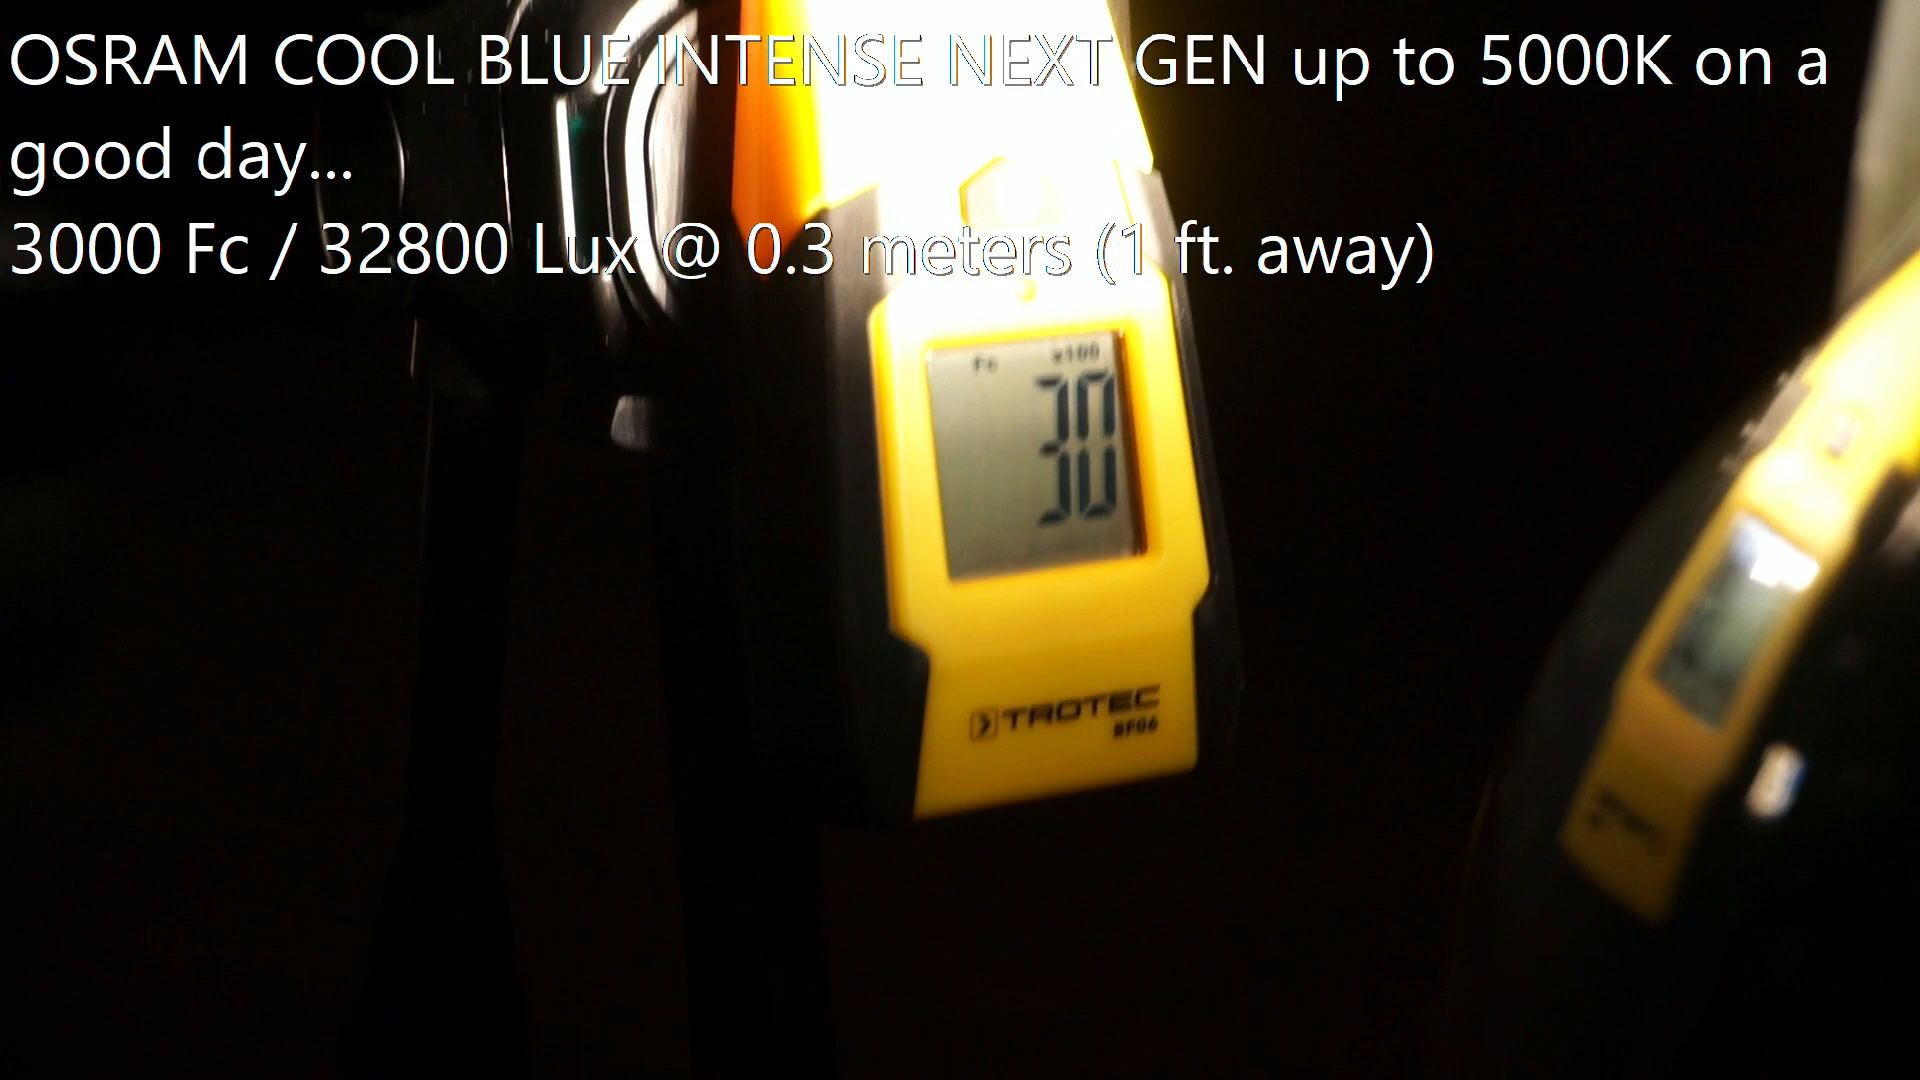 OSRAM COOL BLUE INTENSE NEXT GEN up to 5000K on a
good day...
3000 Fc / 32800 Lux @ 0.3 meters (1 ft. away)
Fc x100
30
30
TROTEC
BF06